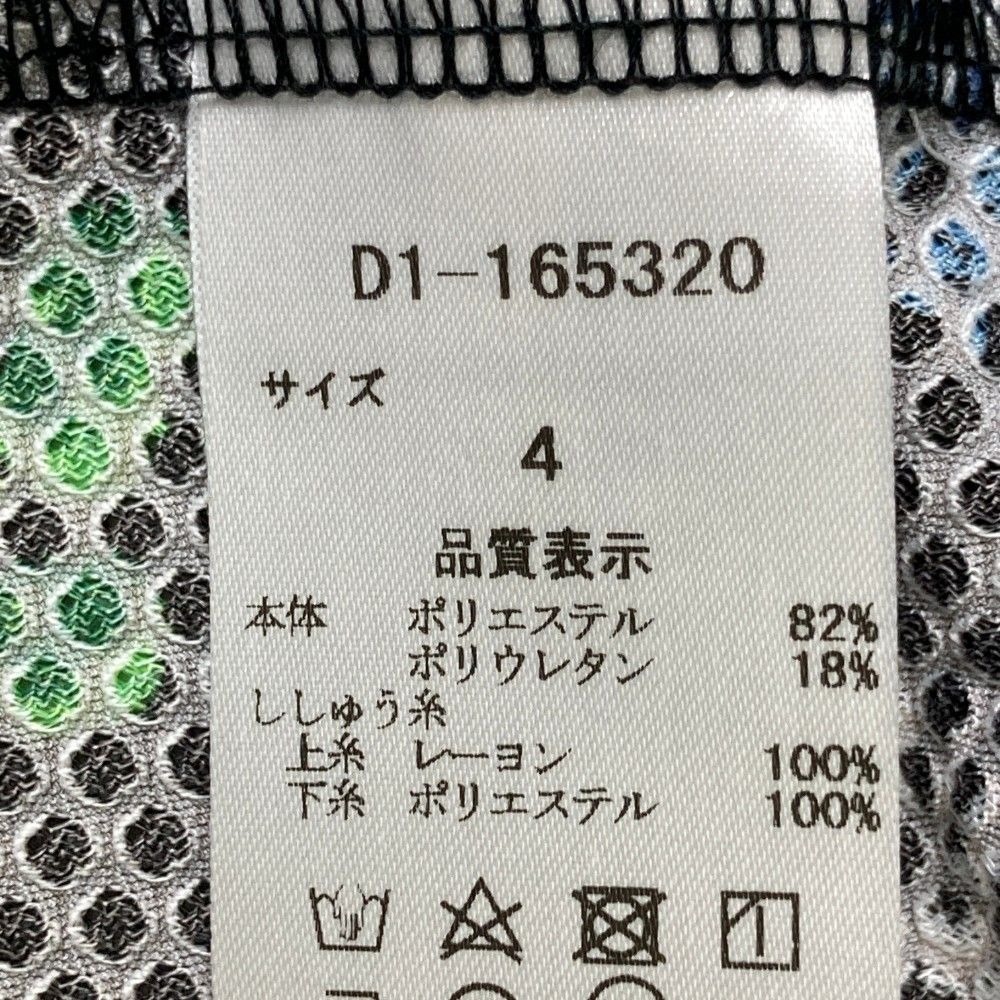 D1-165320
サイズ
4
品質表示
本体 ポリエステル 82%
ポリウレタン 18%
ししゅう糸
上糸 レーヨン 100%
下糸 ポリエステル 100%